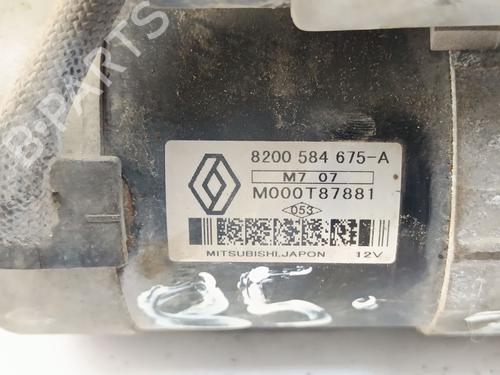 B-PARTS
8200 584 675-A
M7 07
M000T87881
053
MITSUBISHI.JAPON 12V